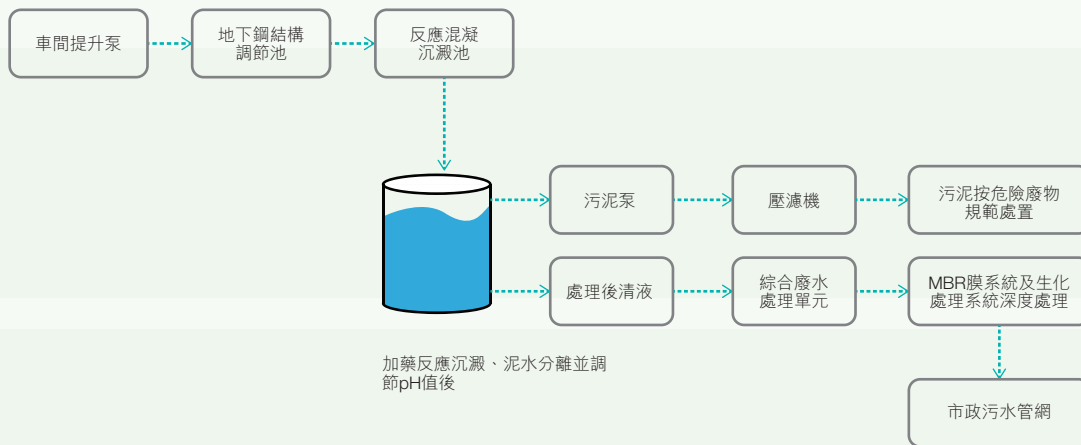 車間提升泵
地下鋼結構
調節池
反應混凝
沉澱池
污泥泵
壓濾機
污泥按危險廢物
規範處置
處理後清液
綜合廢水
處理單元
MBR膜系統及生化
處理系統深度處理
加藥反應沉澱、泥水分離並調
節pH值後
市政污水管網